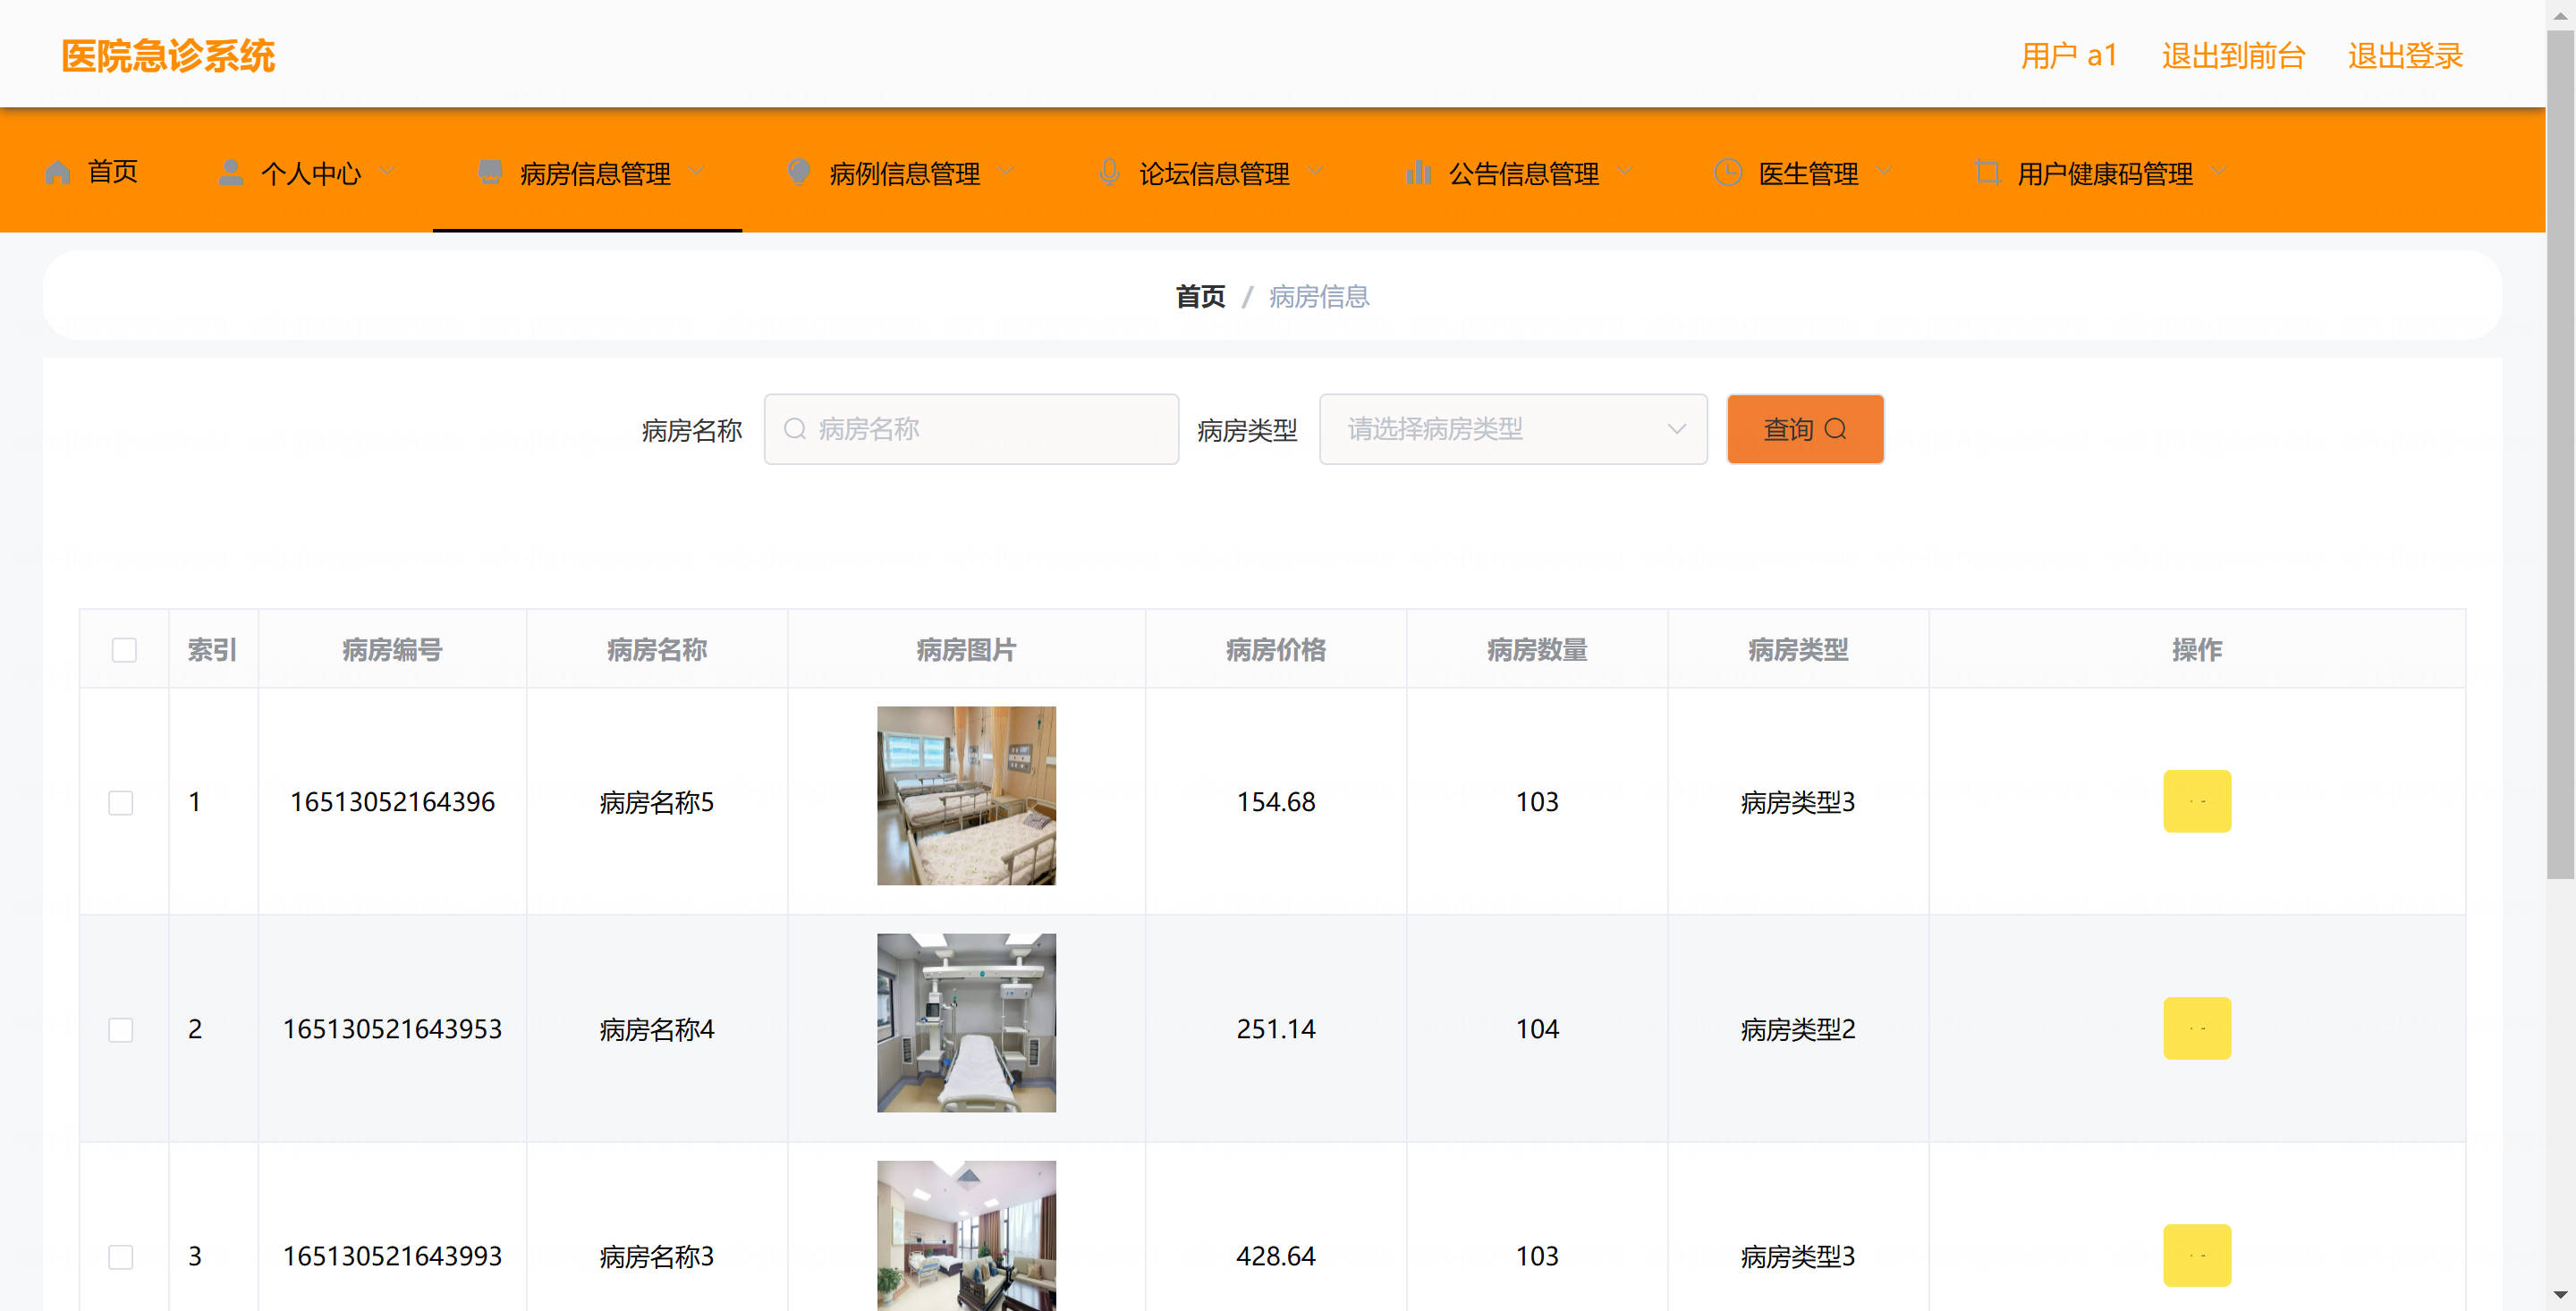 医院急诊系统
用户 a1 退出到前台 退出登录
首页 个人中心 病房信息管理 病例信息管理 论坛信息管理 公告信息管理 医生管理 用户健康码管理
首页 / 病房信息
病房名称 病房名称 病房类型 请选择病房类型 查询
索引 病房编号 病房名称 病房图片 病房价格 病房数量 病房类型 操作
1 16513052164396 病房名称5 154.68 103 病房类型3
2 165130521643953 病房名称4 251.14 104 病房类型2
3 165130521643993 病房名称3 428.64 103 病房类型3